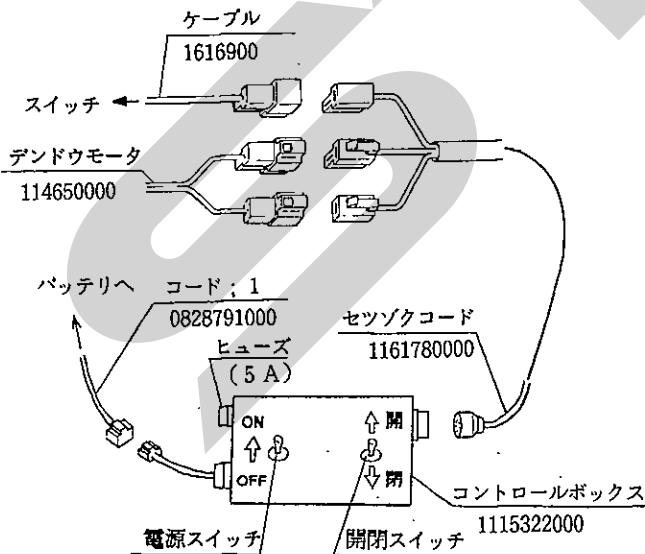 ケーブル
1616900
スイッチ
デンドウモータ
114650000
バッテリへ
コード；1
0828791000
セツゾクコード
1161780000
ヒューズ
(5A)
ON
開
OFF
閉
コントロールボックス
1115322000
電源スイッチ
開閉スイッチ